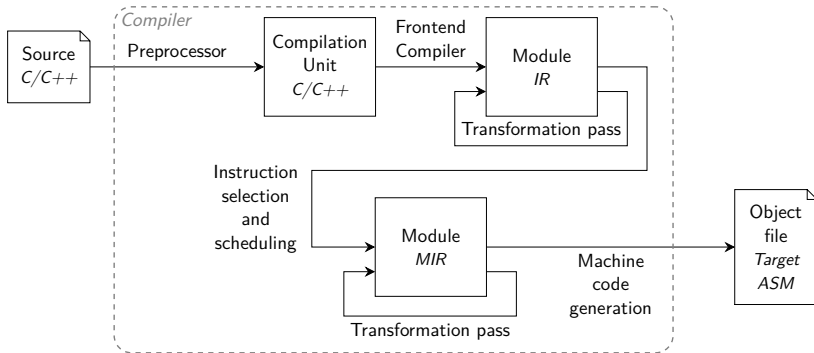 Compiler
Source
C/C++
Preprocessor
Compilation
Unit
C/C++
Frontend
Compiler
Module
IR
Transformation pass
Instruction
selection
and
scheduling
Module
MIR
Transformation pass
Machine
code
generation
Object
file
Target
ASM